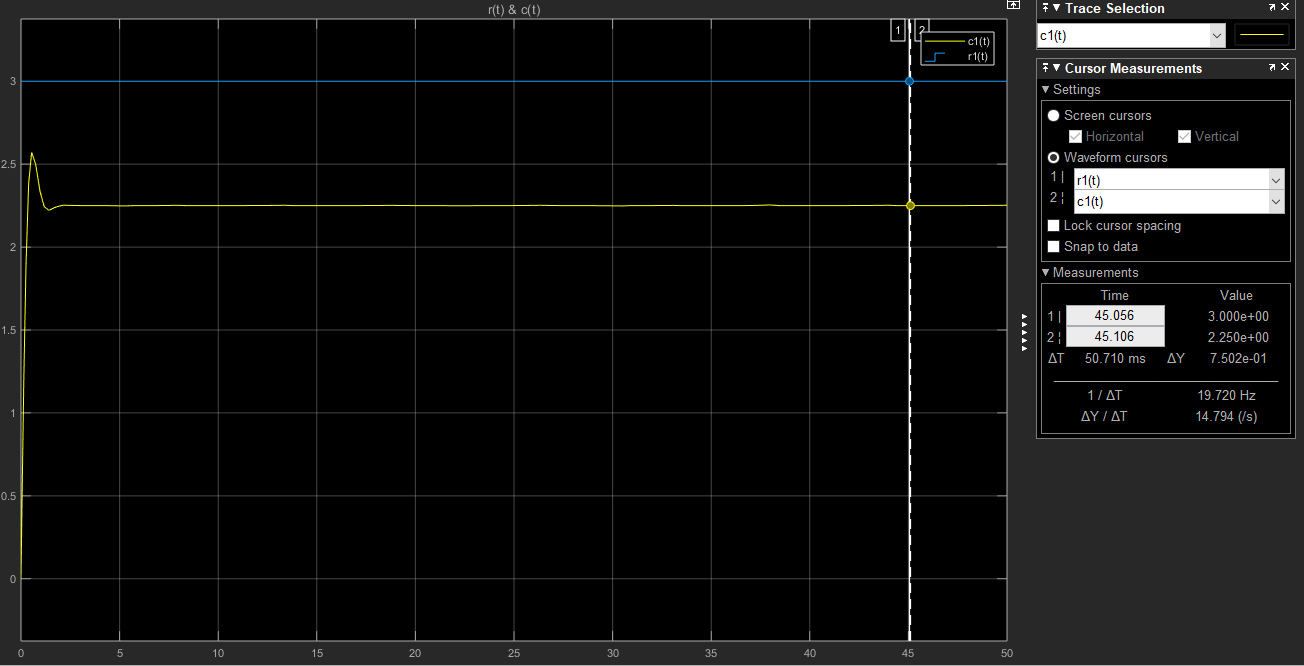 r(t) & c(t)
1
2
c1(t)
r1(t)
3
2.5
2
1.5
1
0.5
0
0 5 10 15 20 25 30 35 40 45 50
Trace Selection
c1(t)
Cursor Measurements
Settings
Screen cursors
Horizontal Vertical
Waveform cursors
1 | r1(t)
2 ¦ c1(t)
Lock cursor spacing
Snap to data
Measurements
Time Value
1 | 45.056 3.000e+00
2 ¦ 45.106 2.250e+00
ΔT 50.710 ms ΔY 7.502e-01
1 / ΔT 19.720 Hz
ΔY / ΔT 14.794 (/s)